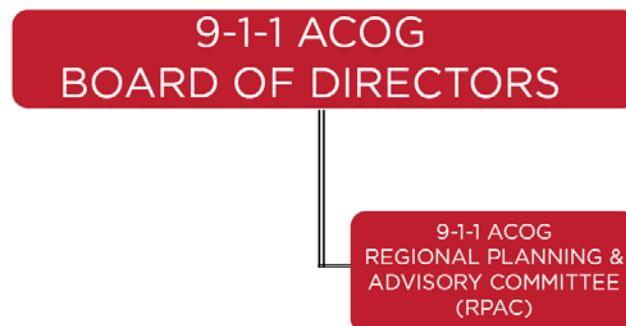 9-1-1 ACOG
BOARD OF DIRECTORS
9-1-1 ACOG
REGIONAL PLANNING &
ADVISORY COMMITTEE
(RPAC)